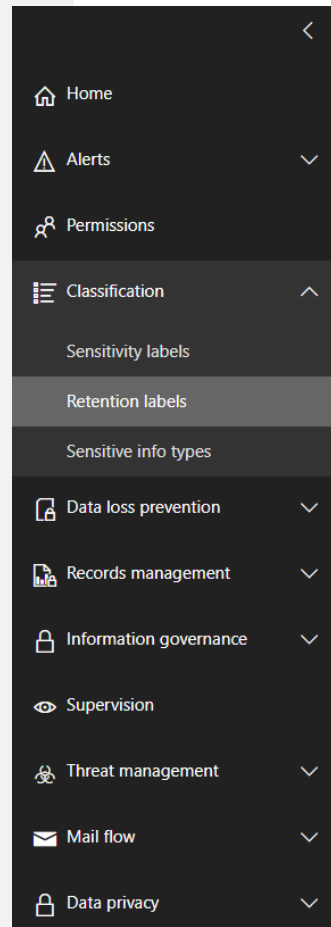 Home
Alerts
Permissions
Classification
Sensitivity labels
Retention labels
Sensitive info types
Data loss prevention
Records management
Information governance
Supervision
Threat management
Mail flow
Data privacy